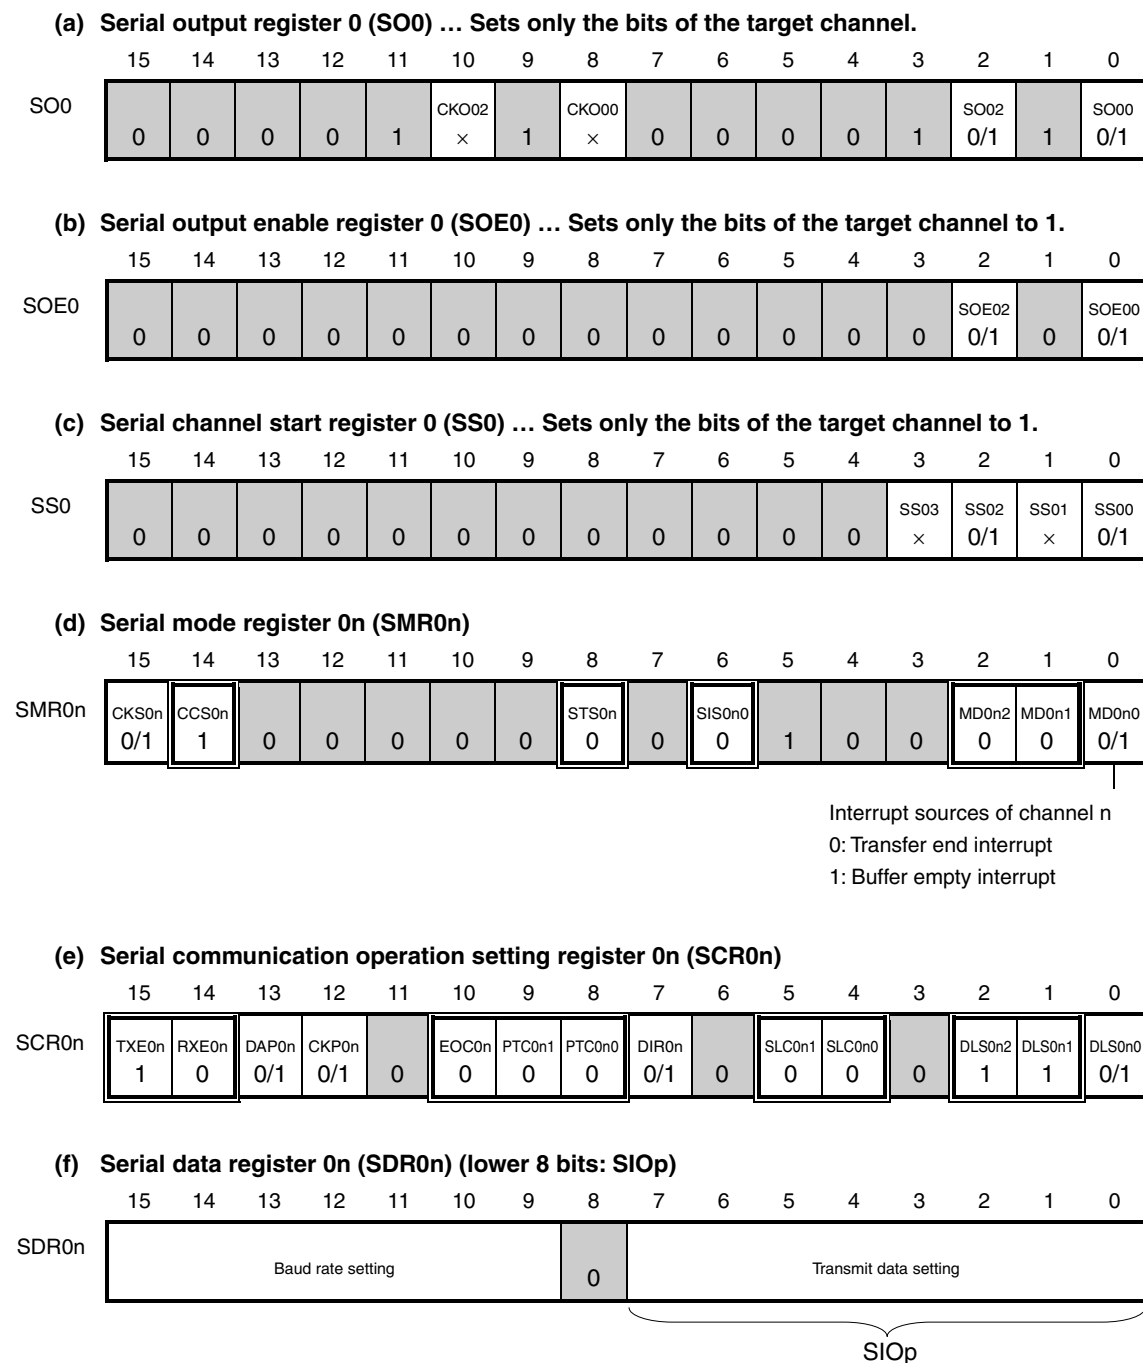 (a) Serial output register 0 (SO0) … Sets only the bits of the target channel.
15 14 13 12 11 10 9 8 7 6 5 4 3 2 1 0
SO0
CKO02 CKO00 SO02 SO00
0 0 0 0 1 × 1 × 0 0 0 0 1 0/1 1 0/1
(b) Serial output enable register 0 (SOE0) … Sets only the bits of the target channel to 1.
15 14 13 12 11 10 9 8 7 6 5 4 3 2 1 0
SOE0
SOE02 SOE00
0 0 0 0 0 0 0 0 0 0 0 0 0 0/1 0 0/1
(c) Serial channel start register 0 (SS0) … Sets only the bits of the target channel to 1.
15 14 13 12 11 10 9 8 7 6 5 4 3 2 1 0
SS0
SS03 SS02 SS01 SS00
0 0 0 0 0 0 0 0 0 0 0 0 × 0/1 × 0/1
(d) Serial mode register 0n (SMR0n)
15 14 13 12 11 10 9 8 7 6 5 4 3 2 1 0
SMR0n
CKS0n CCS0n STS0n SIS0n0 MD0n2 MD0n1 MD0n0
0/1 1 0 0 0 0 0 0 0 0 1 0 0 0 0 0/1
Interrupt sources of channel n
0: Transfer end interrupt
1: Buffer empty interrupt
(e) Serial communication operation setting register 0n (SCR0n)
15 14 13 12 11 10 9 8 7 6 5 4 3 2 1 0
SCR0n
TXE0n RXE0n DAP0n CKP0n EOC0n PTC0n1 PTC0n0 DIR0n SLC0n1 SLC0n0 DLS0n2 DLS0n1 DLS0n0
1 0 0/1 0/1 0 0 0 0 0/1 0 0 0 0 1 1 0/1
(f) Serial data register 0n (SDR0n) (lower 8 bits: SIOp)
15 14 13 12 11 10 9 8 7 6 5 4 3 2 1 0
SDR0n
Baud rate setting 0 Transmit data setting
SIOp